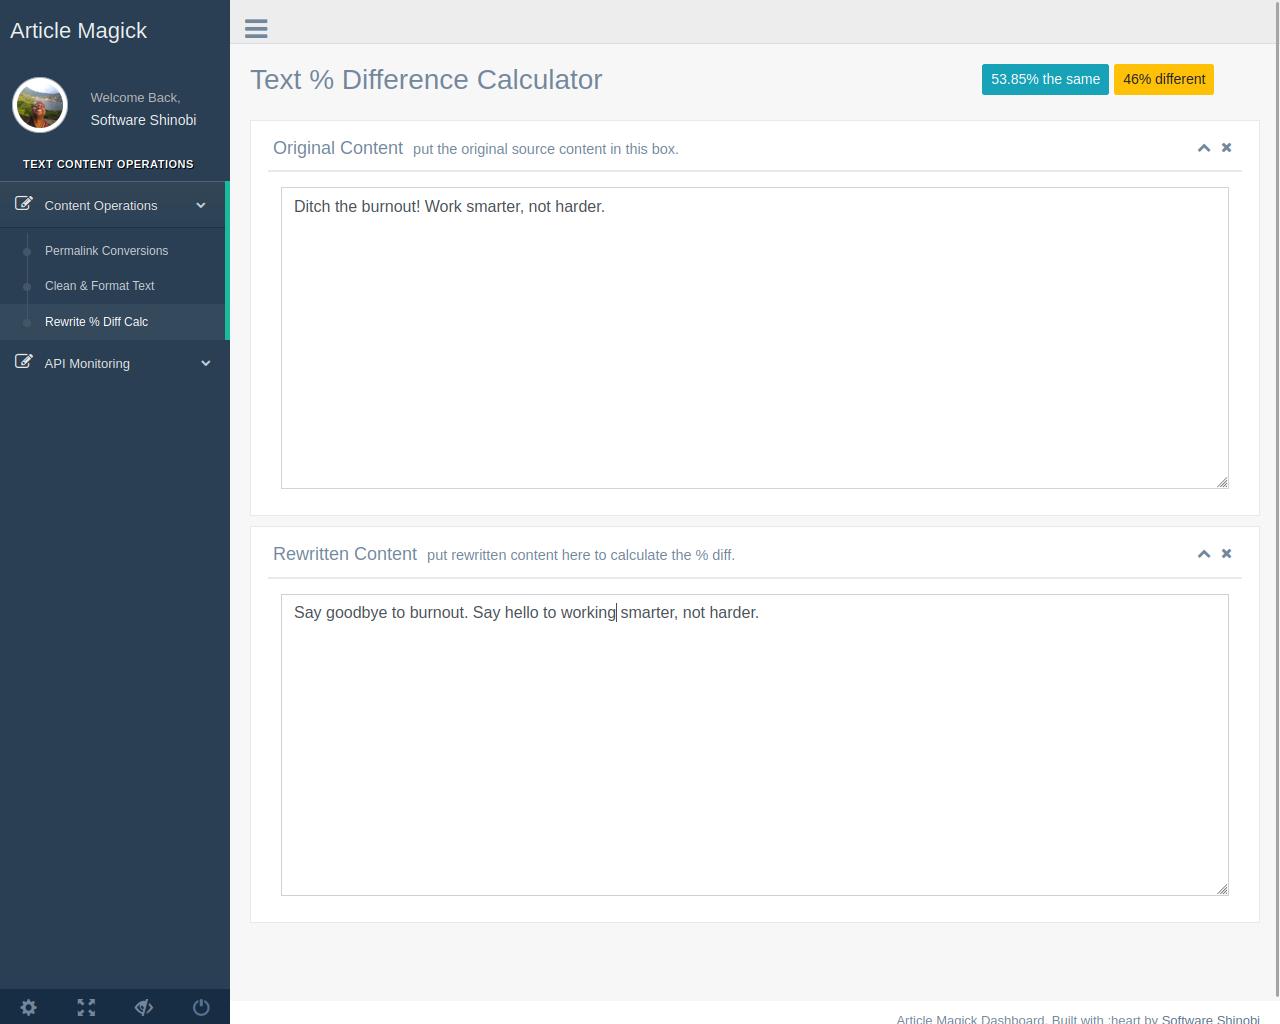 Article Magick
Welcome Back,
Software Shinobi
TEXT CONTENT OPERATIONS
Content Operations
Permalink Conversions
Clean & Format Text
Rewrite % Diff Calc
API Monitoring
Text % Difference Calculator
53.85% the same
46% different
Original Content put the original source content in this box.
Ditch the burnout! Work smarter, not harder.
Rewritten Content put rewritten content here to calculate the % diff.
Say goodbye to burnout. Say hello to working smarter, not harder.
Article Magick Dashboard. Built with :heart by Software Shinobi